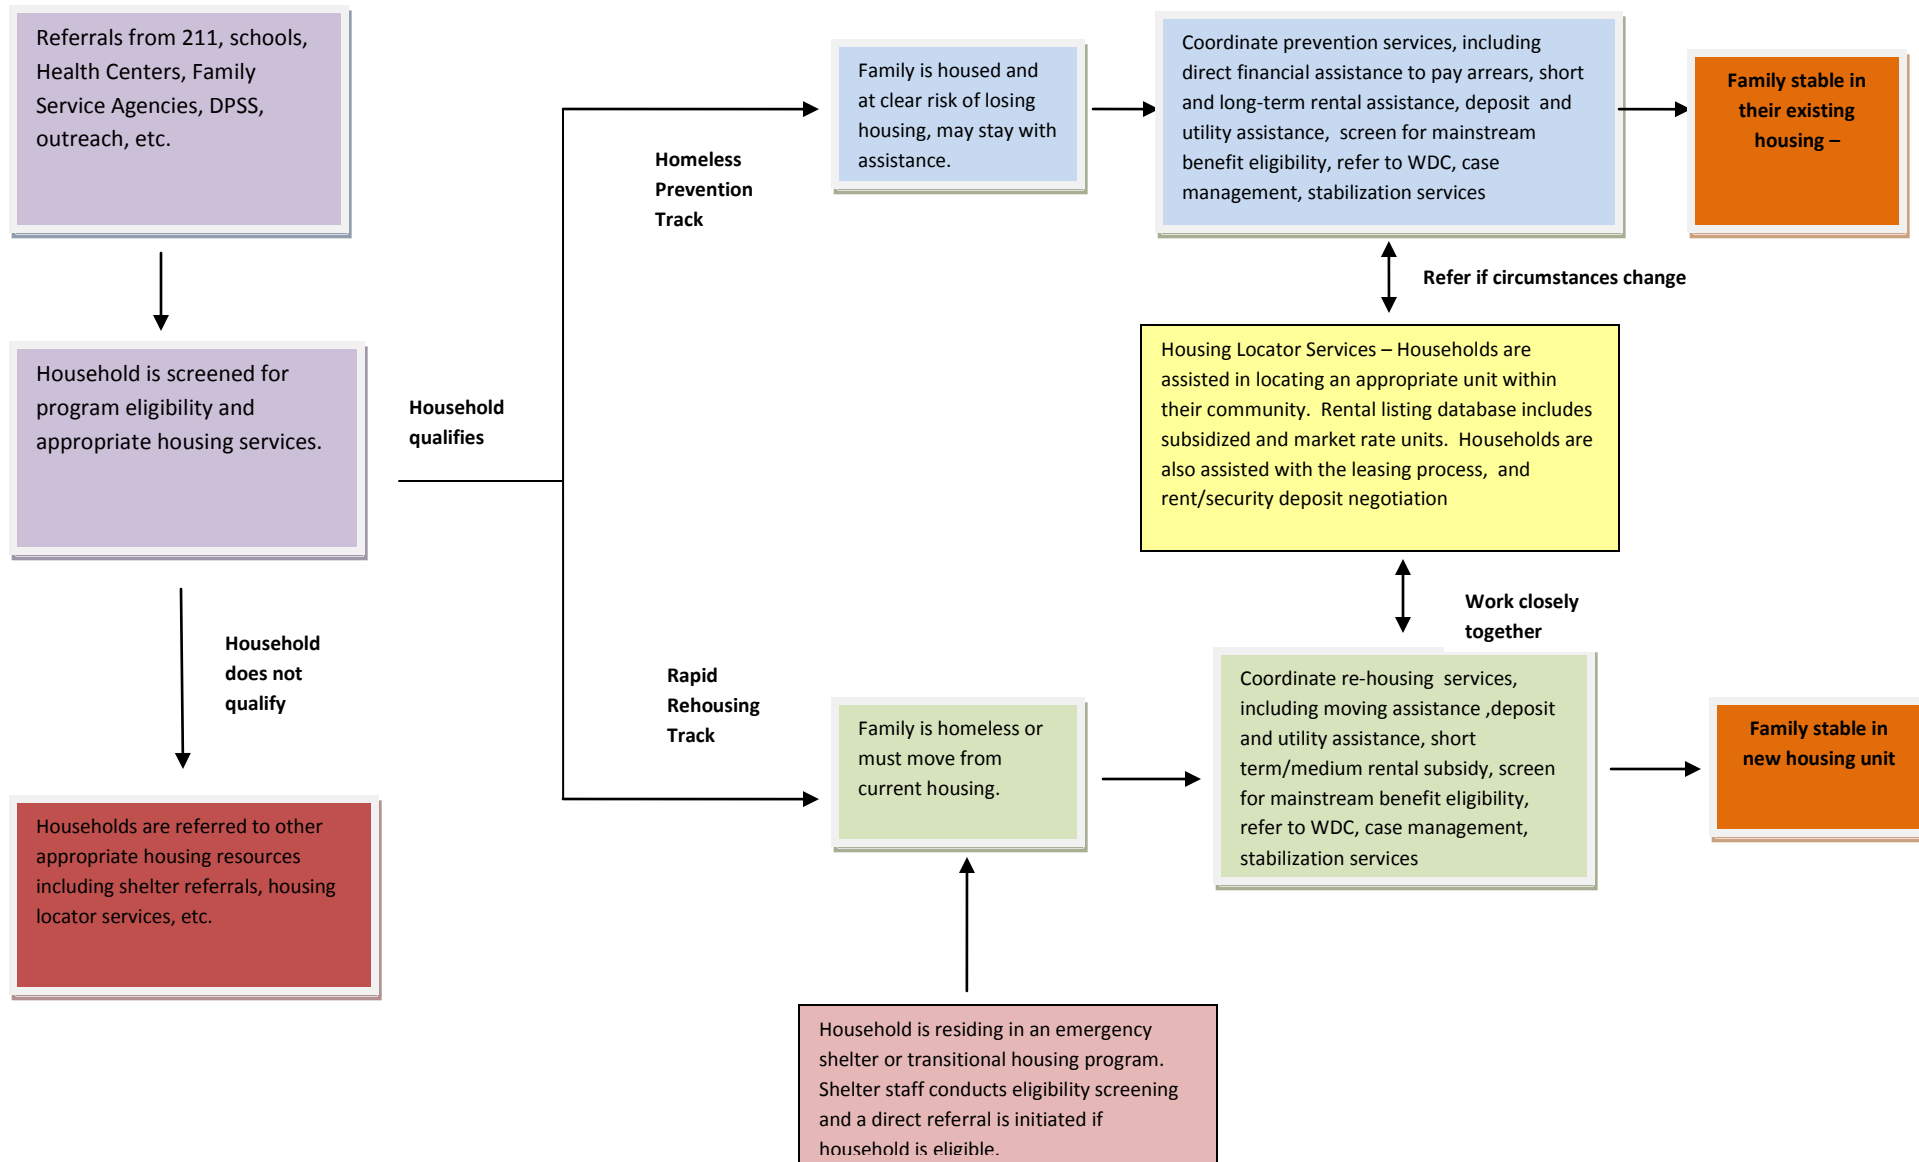 Referrals from 211, schools,
Health Centers, Family
Service Agencies, DPSS,
outreach, etc.
Household is screened for
program eligibility and
appropriate housing services.
Household
does not
qualify
Households are referred to other
appropriate housing resources
including shelter referrals, housing
locator services, etc.
Household
qualifies
Homeless
Prevention
Track
Family is housed and
at clear risk of losing
housing, may stay with
assistance.
Coordinate prevention services, including
direct financial assistance to pay arrears, short
and long-term rental assistance, deposit and
utility assistance, screen for mainstream
benefit eligibility, refer to WDC, case
management, stabilization services
Family stable in
their existing
housing –
Refer if circumstances change
Housing Locator Services – Households are
assisted in locating an appropriate unit within
their community. Rental listing database includes
subsidized and market rate units. Households are
also assisted with the leasing process, and
rent/security deposit negotiation
Work closely
together
Rapid
Rehousing
Track
Family is homeless or
must move from
current housing.
Coordinate re-housing services,
including moving assistance ,deposit
and utility assistance, short
term/medium rental subsidy, screen
for mainstream benefit eligibility,
refer to WDC, case management,
stabilization services
Family stable in
new housing unit
Household is residing in an emergency
shelter or transitional housing program.
Shelter staff conducts eligibility screening
and a direct referral is initiated if
household is eligible.